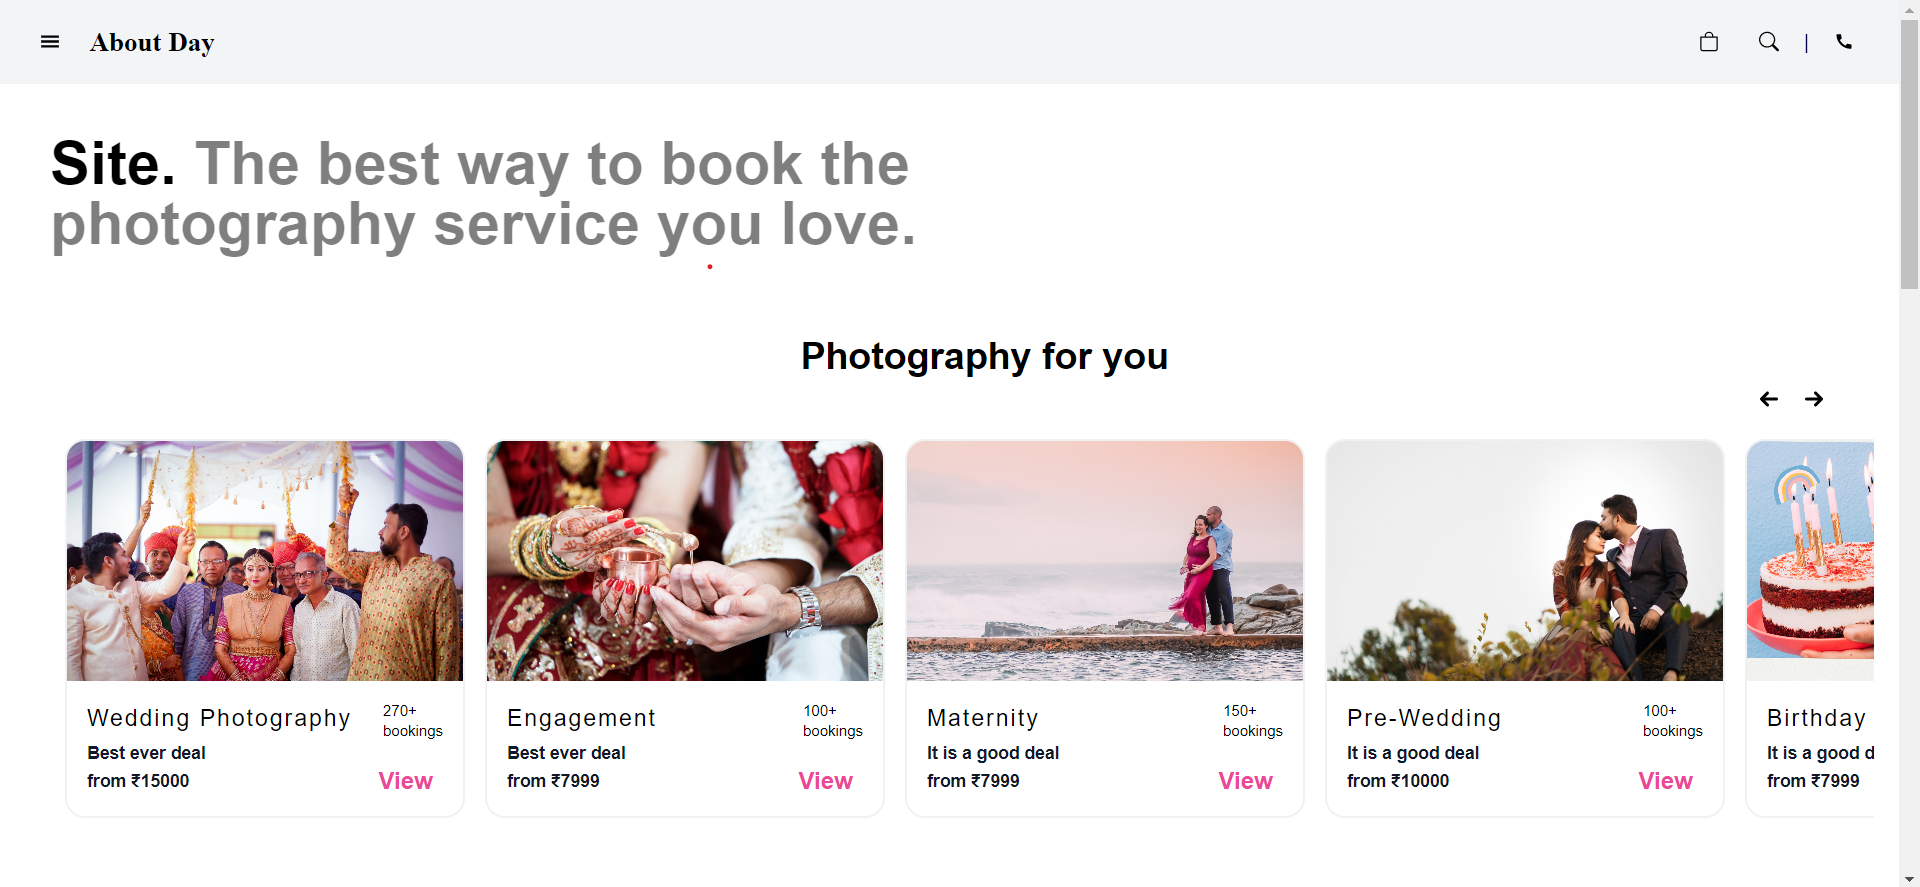 About Day
|
Site. The best way to book the
photography service you love.
Photography for you
Wedding Photography
270+
bookings
Best ever deal
from ₹15000
View
Engagement
100+
bookings
Best ever deal
from ₹7999
View
Maternity
150+
bookings
It is a good deal
from ₹7999
View
Pre-Wedding
100+
bookings
It is a good deal
from ₹10000
View
Birthday
It is a good d
from ₹7999